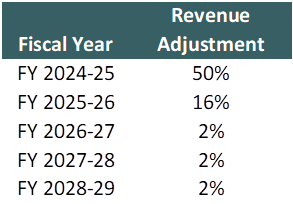 Revenue
Fiscal Year Adjustment
FY 2024-25 50%
FY 2025-26 16%
FY 2026-27 2%
FY 2027-28 2%
FY 2028-29 2%